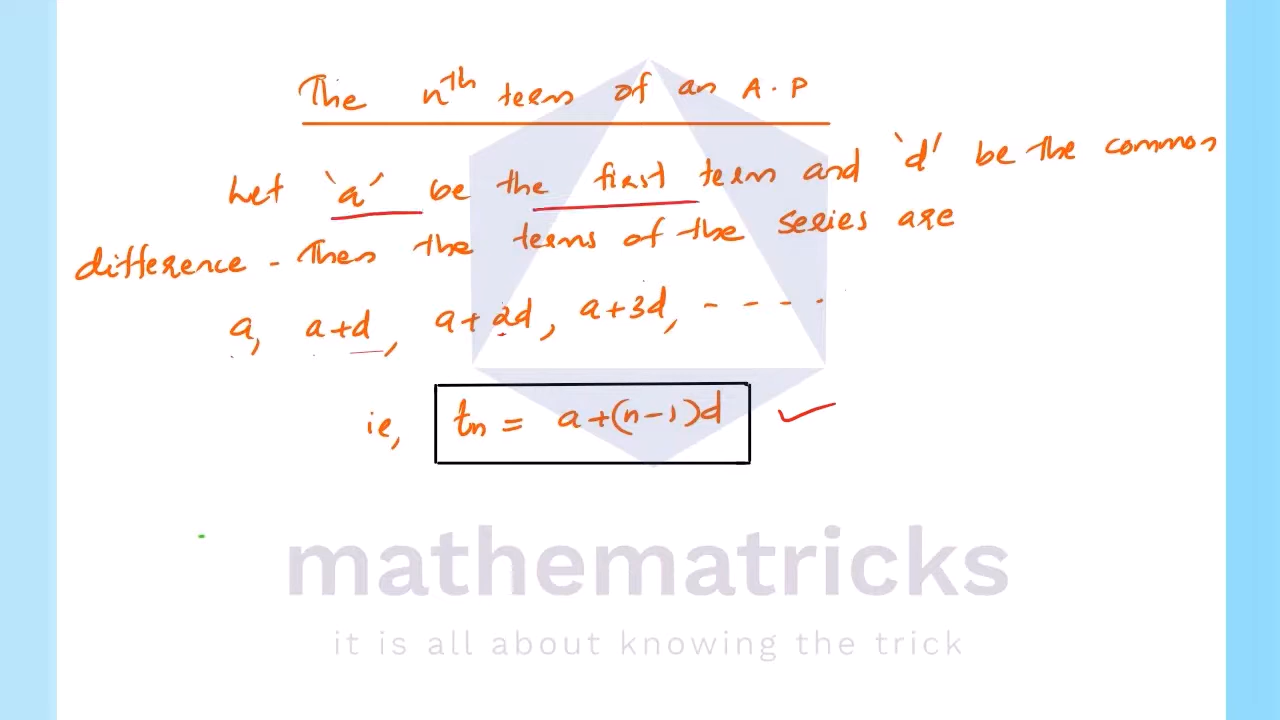 The nth term of an A.P
Let 'a' be the first term and 'd' be the common
difference. Then the terms of the series are
a, a+d, a+2d, a+3d, - - - -
ie, tn = a+(n-1)d
mathematricks
it is all about knowing the trick